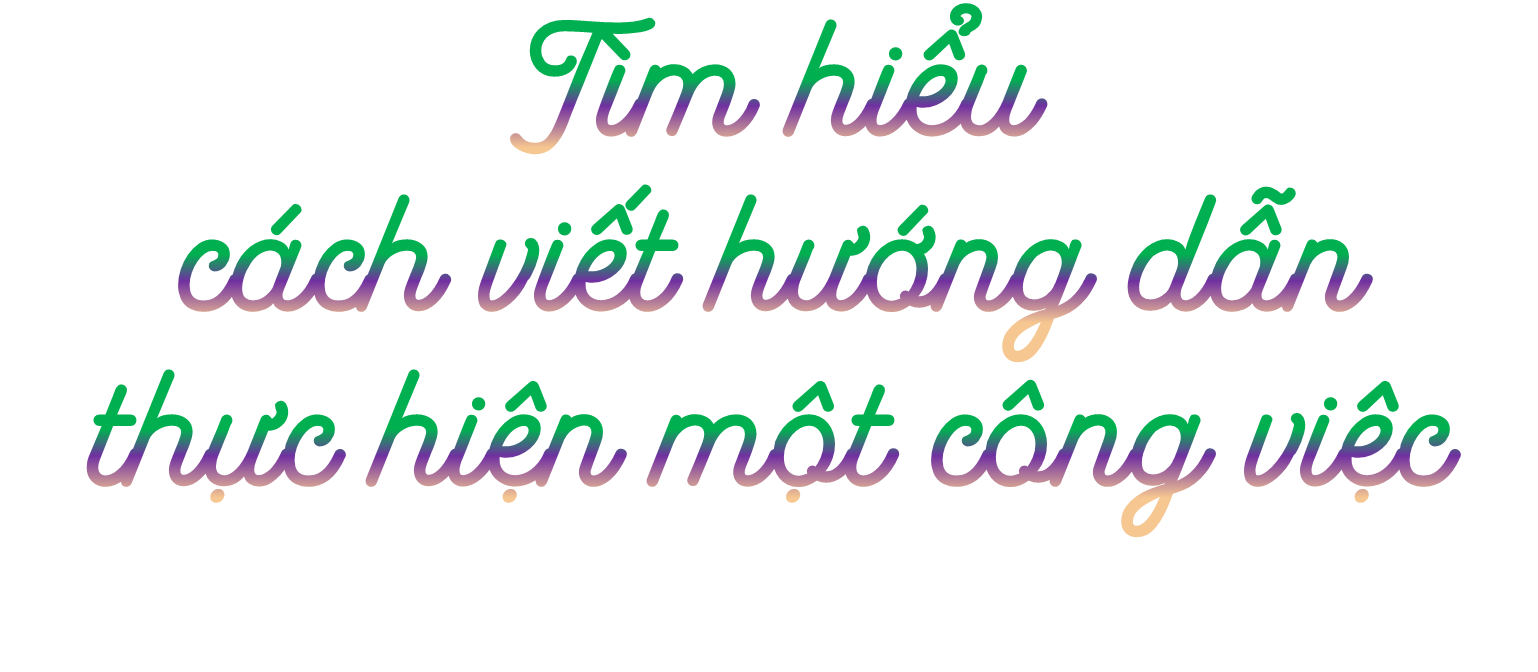 Tìm hiểu
cách viết hướng dẫn
thực hiện một công việc